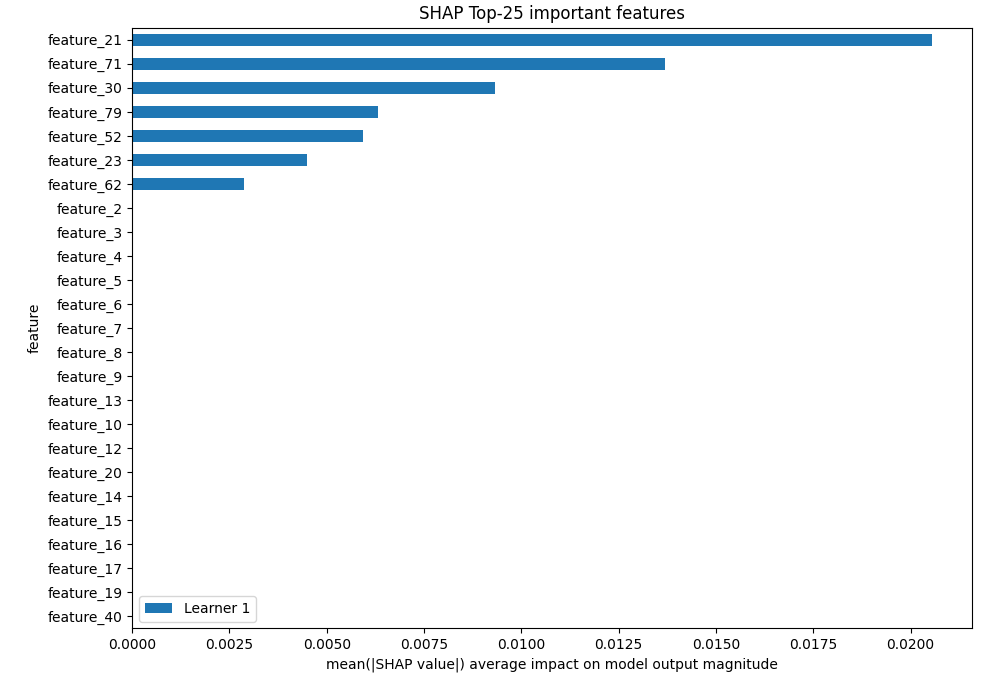 SHAP Top-25 important features
feature_21
feature_71
feature_30
feature_79
feature_52
feature_23
feature_62
feature_2
feature_3
feature_4
feature_5
feature_6
feature_7
feature_8
feature_9
feature_13
feature_10
feature_12
feature_20
feature_14
feature_15
feature_16
feature_17
feature_19
feature_40
feature
Learner 1
0.0000 0.0025 0.0050 0.0075 0.0100 0.0125 0.0150 0.0175 0.0200
mean(|SHAP value|) average impact on model output magnitude